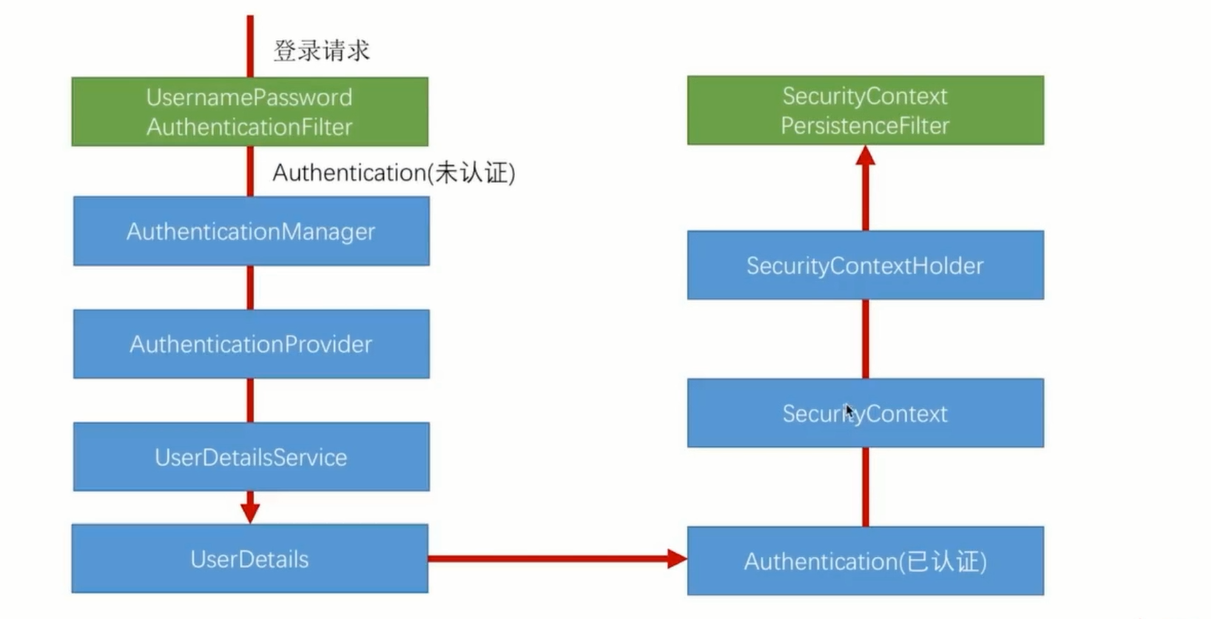 登录请求
UsernamePassword
AuthenticationFilter
Authentication(未认证)
AuthenticationManager
AuthenticationProvider
UserDetailsService
UserDetails
SecurityContext
PersistenceFilter
SecurityContextHolder
SecurityContext
Authentication(已认证)